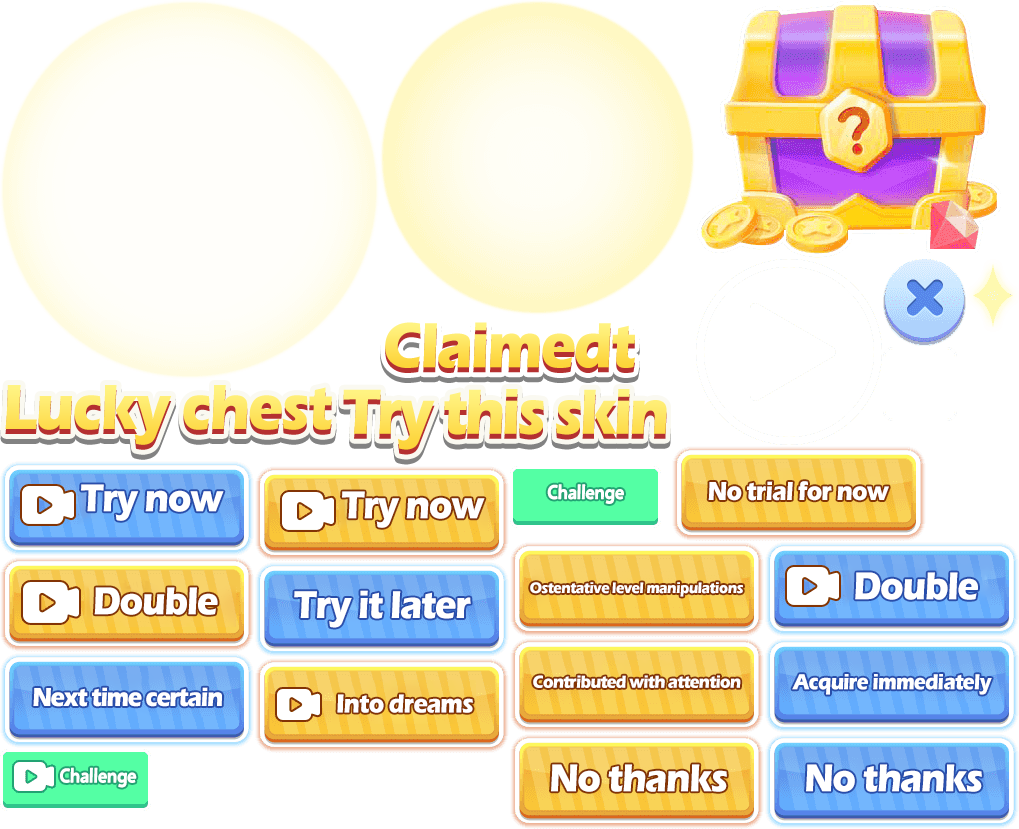 ?
Claimedt
Lucky chest
Try this skin
Try now
Try now
Challenge
No trial for now
Double
Try it later
Ostentative level manipulations
Double
Next time certain
Into dreams
Contributed with attention
Acquire immediately
Challenge
No thanks
No thanks